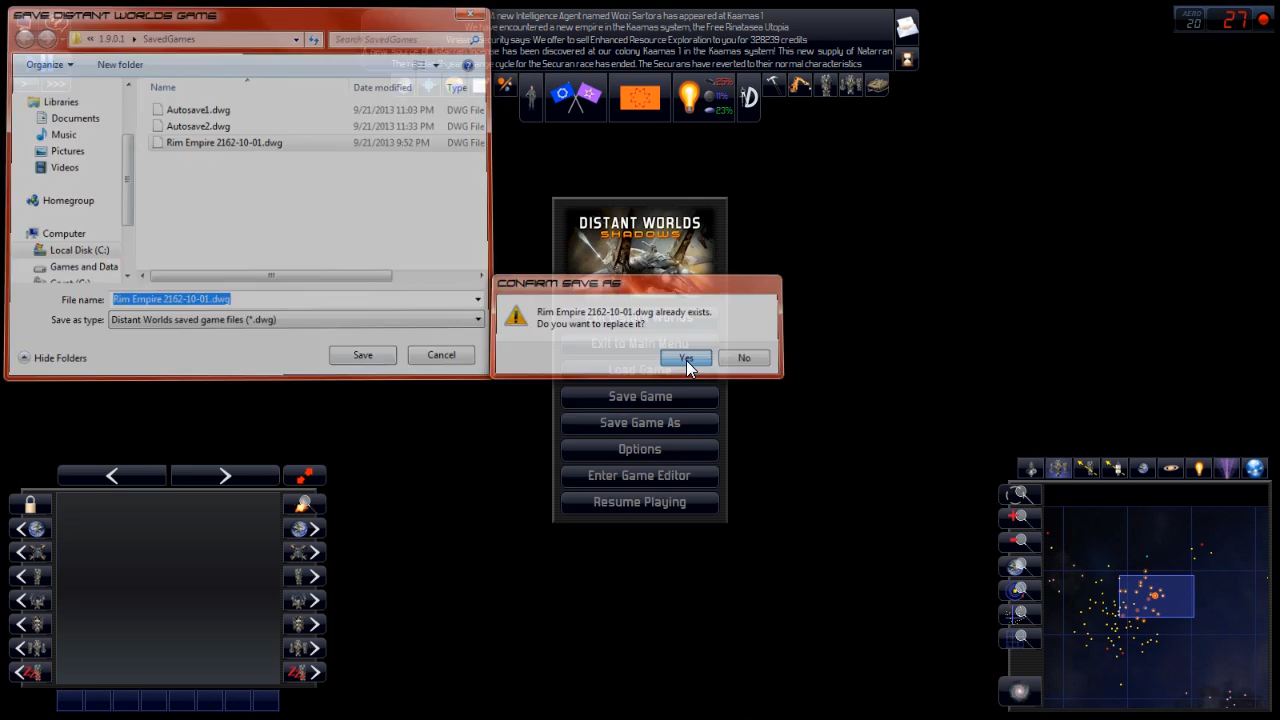 SAVE DISTANT WORLDS GAME
« 1.9.0.1 › SavedGames
Search SavedGames
Organize
New folder
Libraries
Documents
Music
Pictures
Videos
Homegroup
Computer
Local Disk (C:)
Games and Data
Name
Date modified
Type
Autosave1.dwg
9/21/2013 11:03 PM
DWG File
Autosave2.dwg
9/21/2013 11:33 PM
DWG File
Rim Empire 2162-10-01.dwg
9/21/2013 9:52 PM
DWG File
File name:
Rim Empire 2162-10-01.dwg
Save as type:
Distant Worlds saved game files (*.dwg)
Hide Folders
Save
Cancel
A new Intelligence Agent named Wozi Sartora has appeared at Kaamas 1
We have encountered a new empire in the Kaamas system, the Free Rinatasea Utopia
Security says: We offer to sell Enhanced Resource Exploration to you for 328239 credits
has been discovered at our colony Kaamas 1 in the Kaamas system! This new supply of Natarran
cycle for the Securan race has ended. The Securans have reverted to their normal characteristics
11%
23%
AERO
20
27
DISTANT WORLDS
SHADOWS
CONFIRM SAVE AS
Rim Empire 2162-10-01.dwg already exists.
Do you want to replace it?
Yes
No
Exit to Main Menu
Load Game
Save Game
Save Game As
Options
Enter Game Editor
Resume Playing